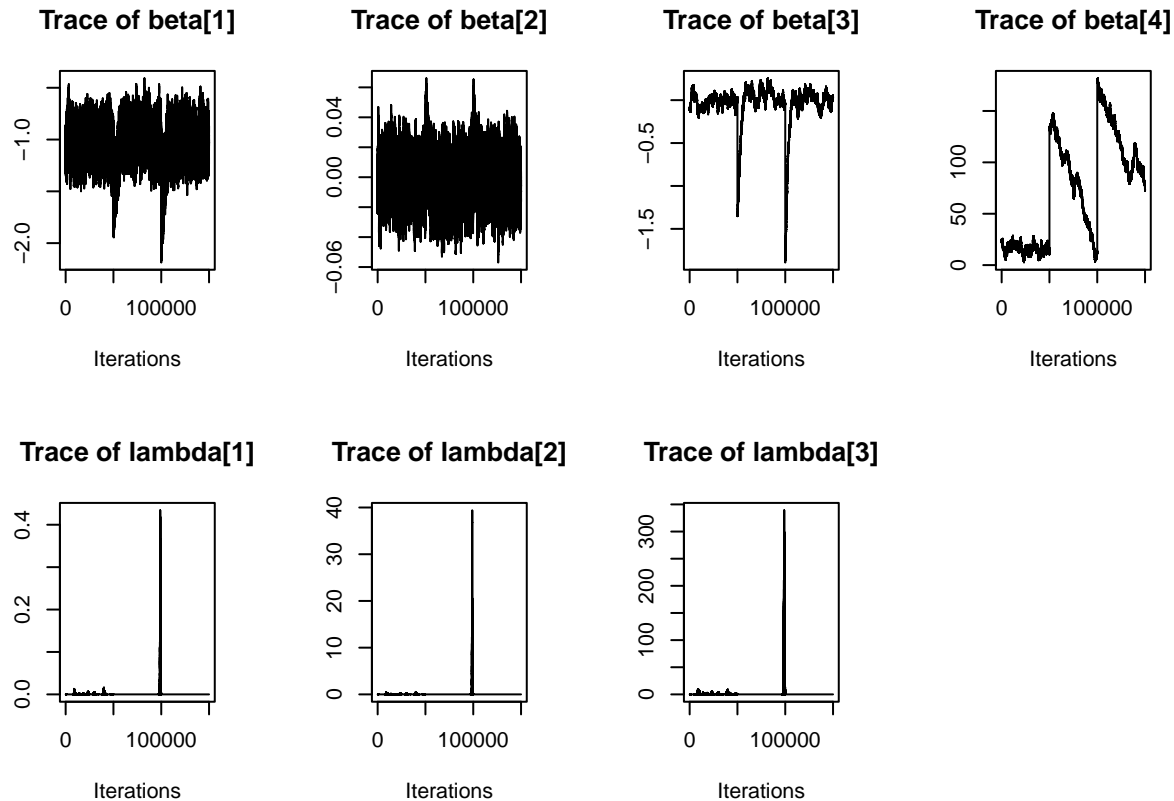 Trace of beta[1]
Trace of beta[2]
Trace of beta[3]
Trace of beta[4]
−1.0
−2.0
0 100000
Iterations
0.04
0.00
−0.06
0 100000
Iterations
−0.5
−1.5
0 100000
Iterations
100
50
0
0 100000
Iterations
Trace of lambda[1]
Trace of lambda[2]
Trace of lambda[3]
0.4
0.2
0.0
0 100000
Iterations
40
30
20
10
0
0 100000
Iterations
300
200
100
0
0 100000
Iterations